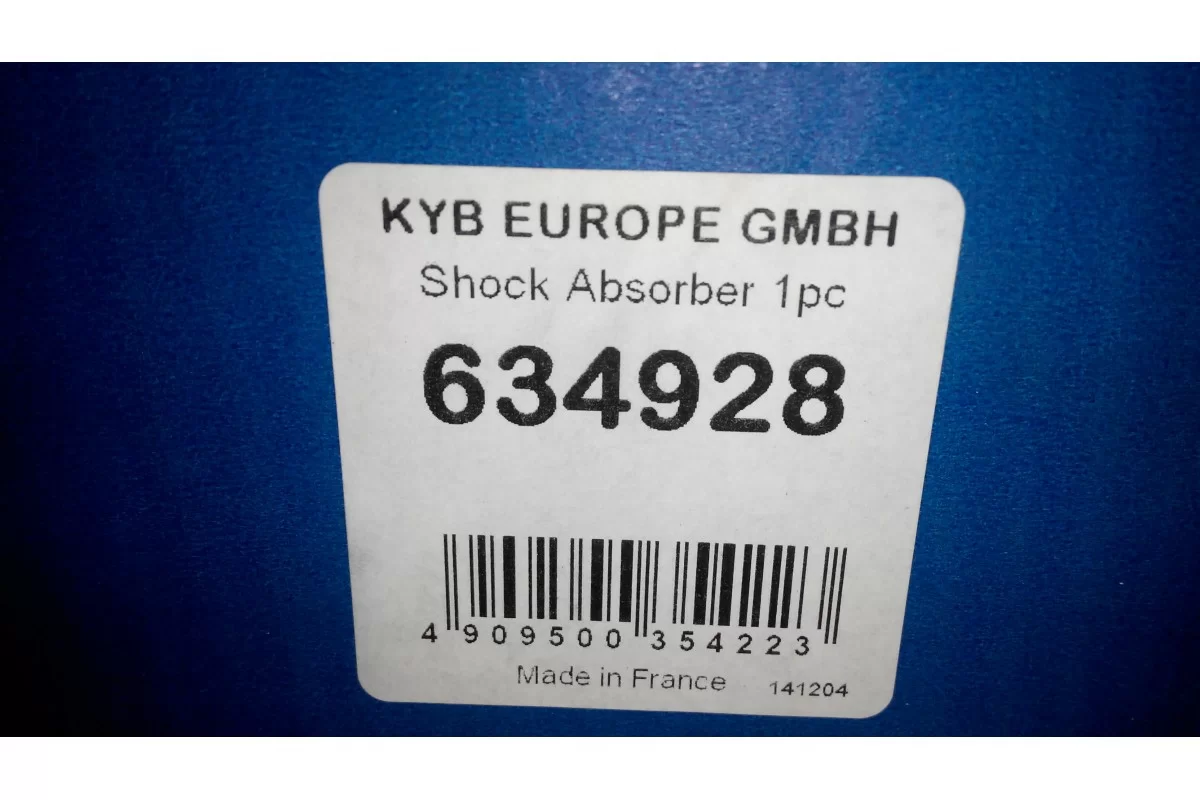 KYB EUROPE GMBH
Shock Absorber 1pc
634928
4 909500 354223
Made in France 141204